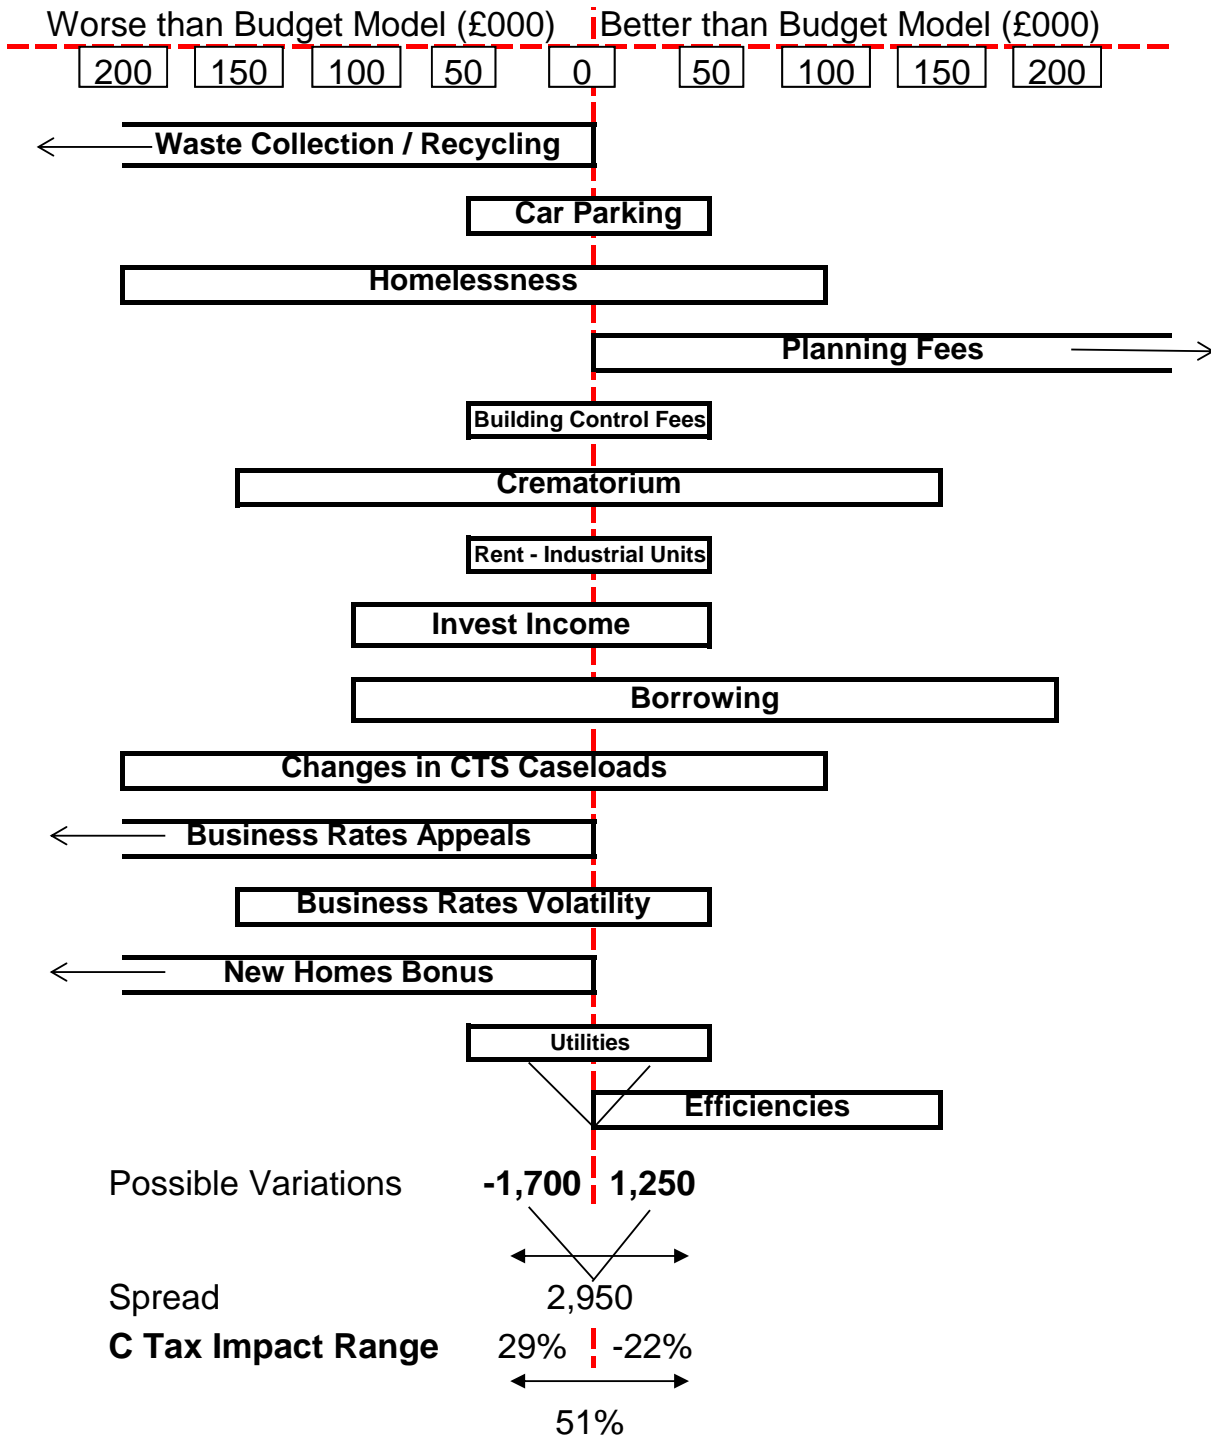 Worse than Budget Model (£000) Better than Budget Model (£000)
200 150 100 50 0 50 100 150 200
Waste Collection / Recycling
Car Parking
Homelessness
Planning Fees
Building Control Fees
Crematorium
Rent - Industrial Units
Invest Income
Borrowing
Changes in CTS Caseloads
Business Rates Appeals
Business Rates Volatility
New Homes Bonus
Utilities
Efficiencies
Possible Variations -1,700 1,250
Spread 2,950
C Tax Impact Range 29% -22%
51%